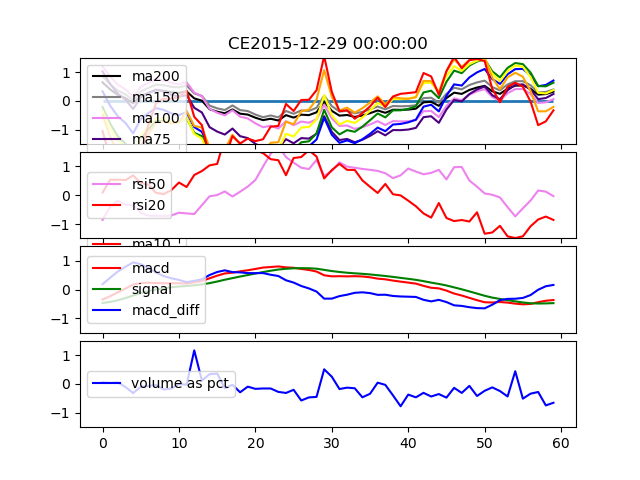 CE2015-12-29 00:00:00
1
0
−1
ma200
ma150
ma100
ma75
1
0
−1
rsi50
rsi20
ma10
1
0
−1
macd
signal
macd_diff
1
0
−1
volume as pct
0 10 20 30 40 50 60